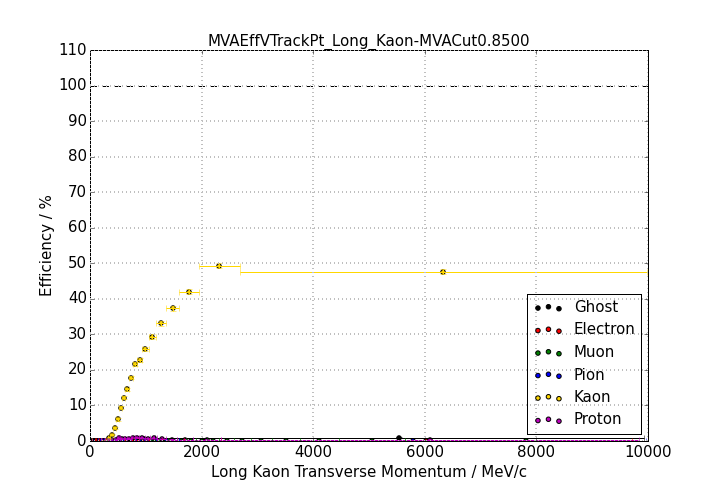 MVAEffVTrackPt_Long_Kaon-MVACut0.8500
Efficiency / %
110
100
90
80
70
60
50
40
30
20
10
0
0 2000 4000 6000 8000 10000
Long Kaon Transverse Momentum / MeV/c
Ghost
Electron
Muon
Pion
Kaon
Proton